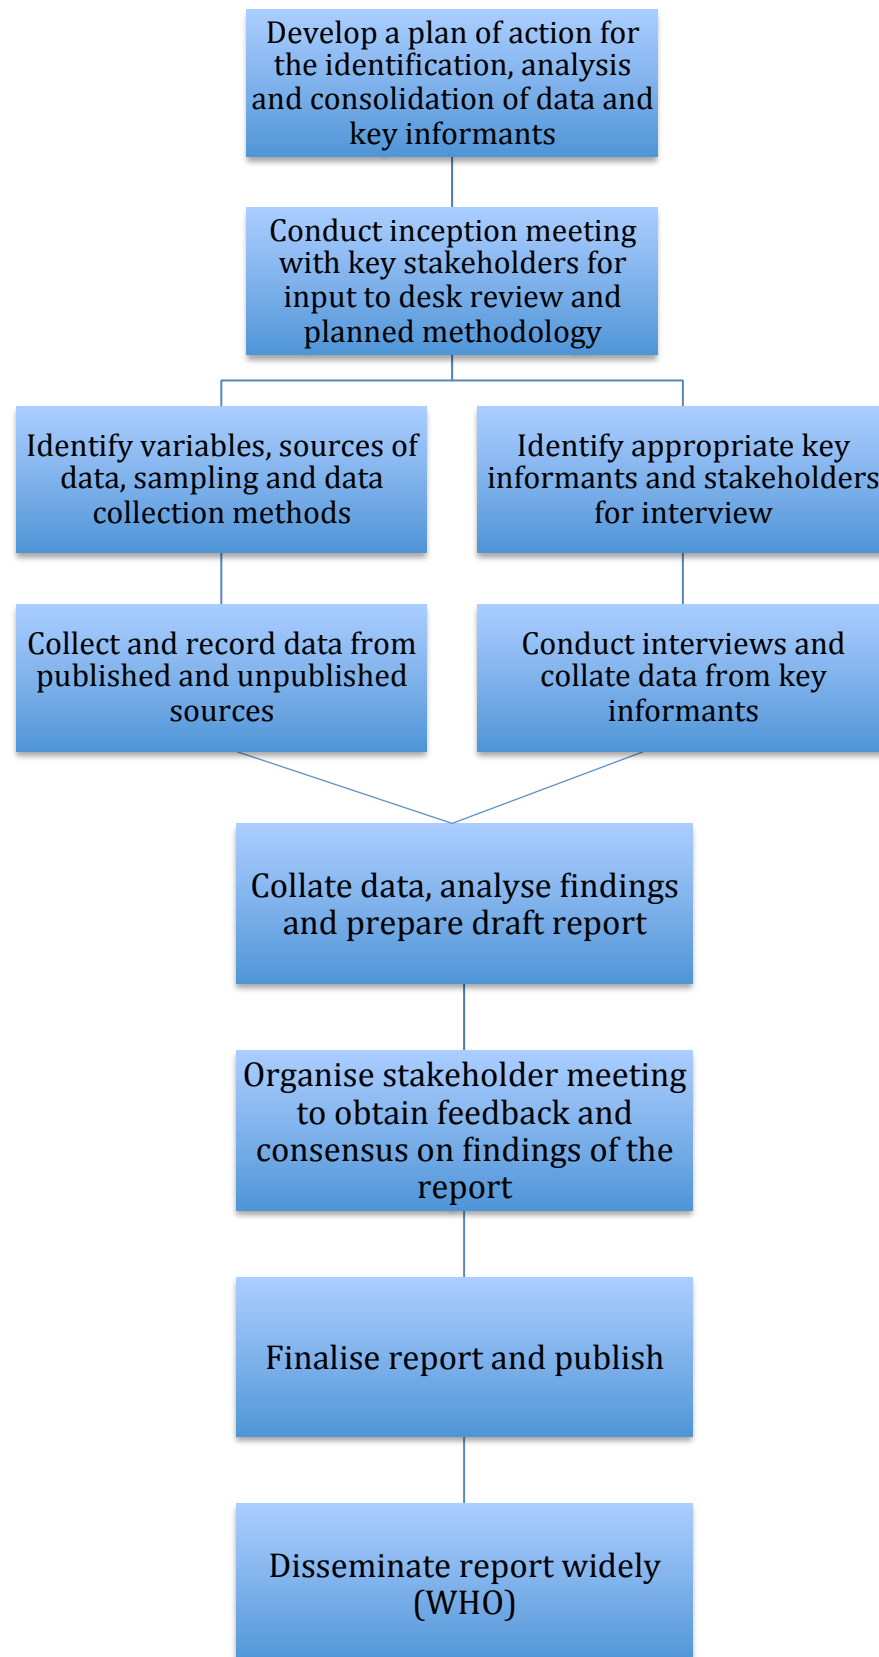 Develop a plan of action for
the identification, analysis
and consolidation of data and
key informants
Conduct inception meeting
with key stakeholders for
input to desk review and
planned methodology
Identify variables, sources of
data, sampling and data
collection methods
Identify appropriate key
informants and stakeholders
for interview
Collect and record data from
published and unpublished
sources
Conduct interviews and
collate data from key
informants
Collate data, analyse findings
and prepare draft report
Organise stakeholder meeting
to obtain feedback and
consensus on findings of the
report
Finalise report and publish
Disseminate report widely
(WHO)